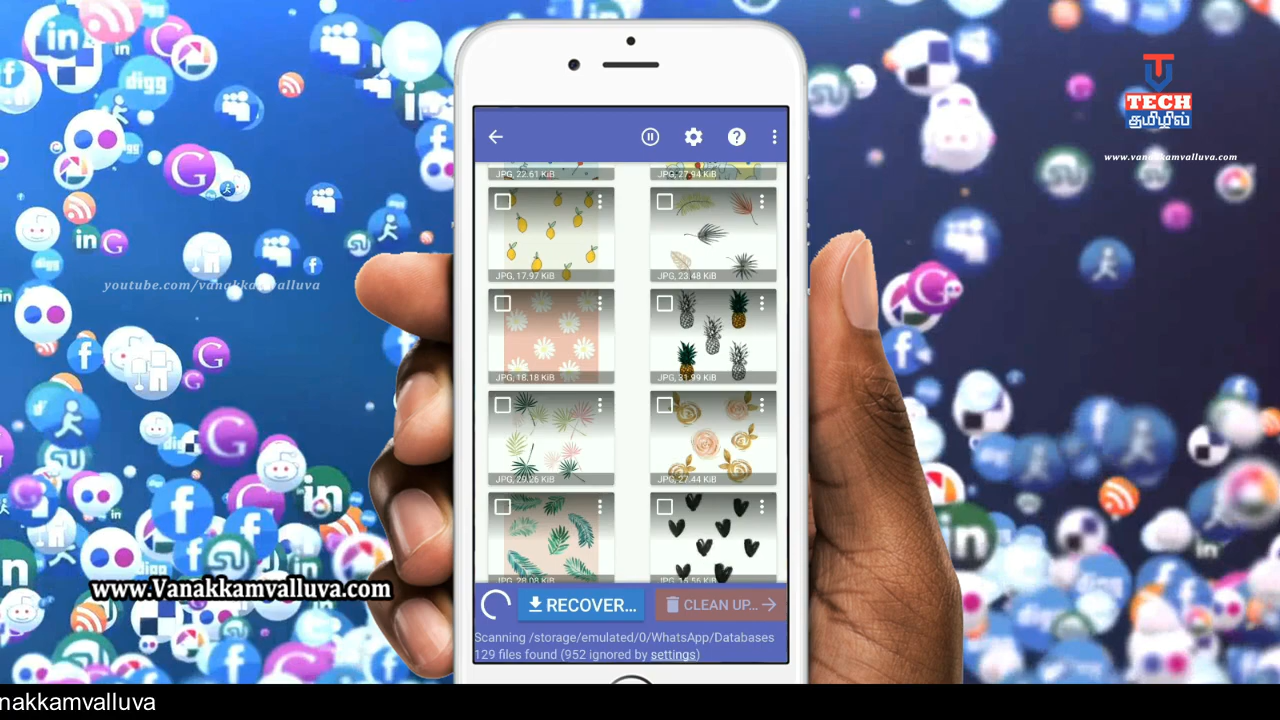 TECH
தமிழில்
www.vanakkamvalluva.com
youtube.com/vanakkamvalluva
JPG, 22.61 KiB
JPG, 27.94 KiB
JPG, 17.97 KiB
JPG, 23.48 KiB
JPG, 18.18 KiB
JPG, 31.99 KiB
JPG, 27.44 KiB
RECOVER...
CLEAN UP...
Scanning /storage/emulated/0/WhatsApp/Databases
129 files found (952 ignored by settings)
www.Vanakkamvalluva.com
nakkamvalluva